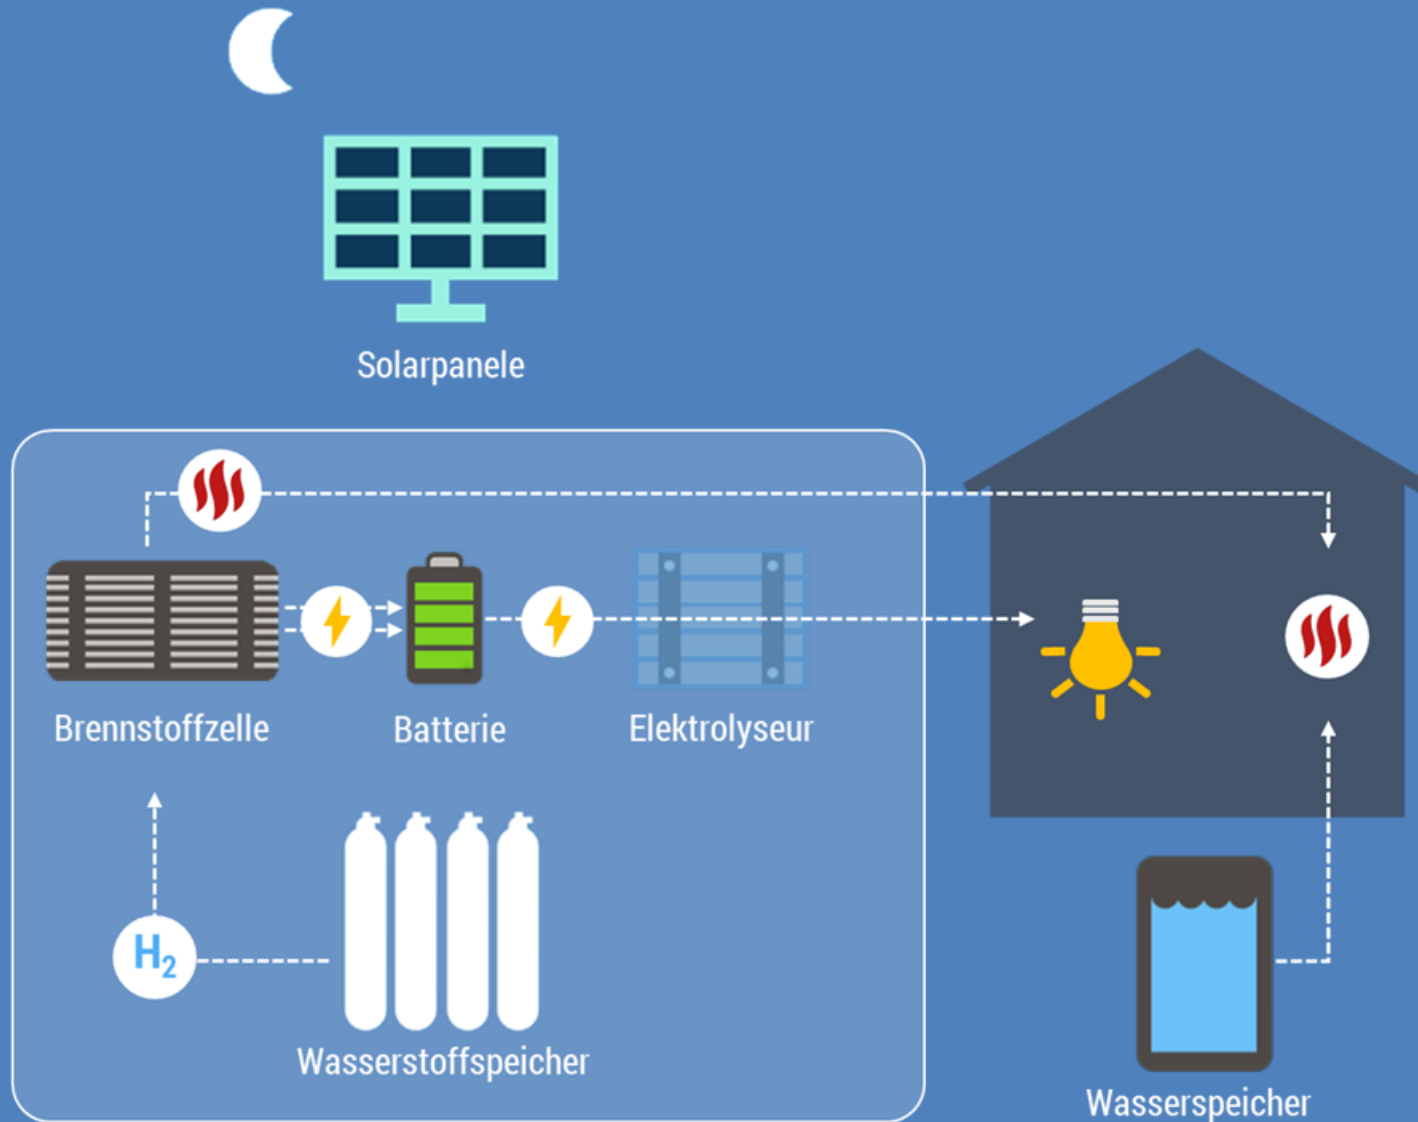 Solarpanele
Brennstoffzelle
Batterie
Elektrolyseur
H₂
Wasserstoffspeicher
Wasserspeicher